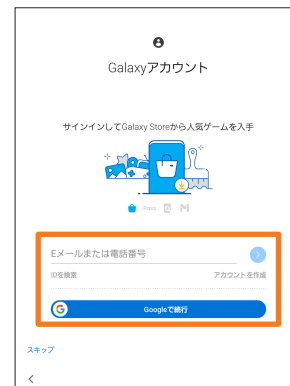 Galaxyアカウント
サインインしてGalaxy Storeから人気ゲームを入手
Eメールまたは電話番号
IDを検索 アカウントを作成
Googleで続行
スキップ